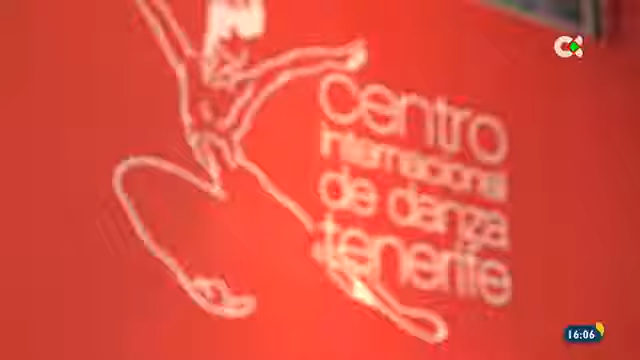 centro
internacional
de danza
tenerife
16:06